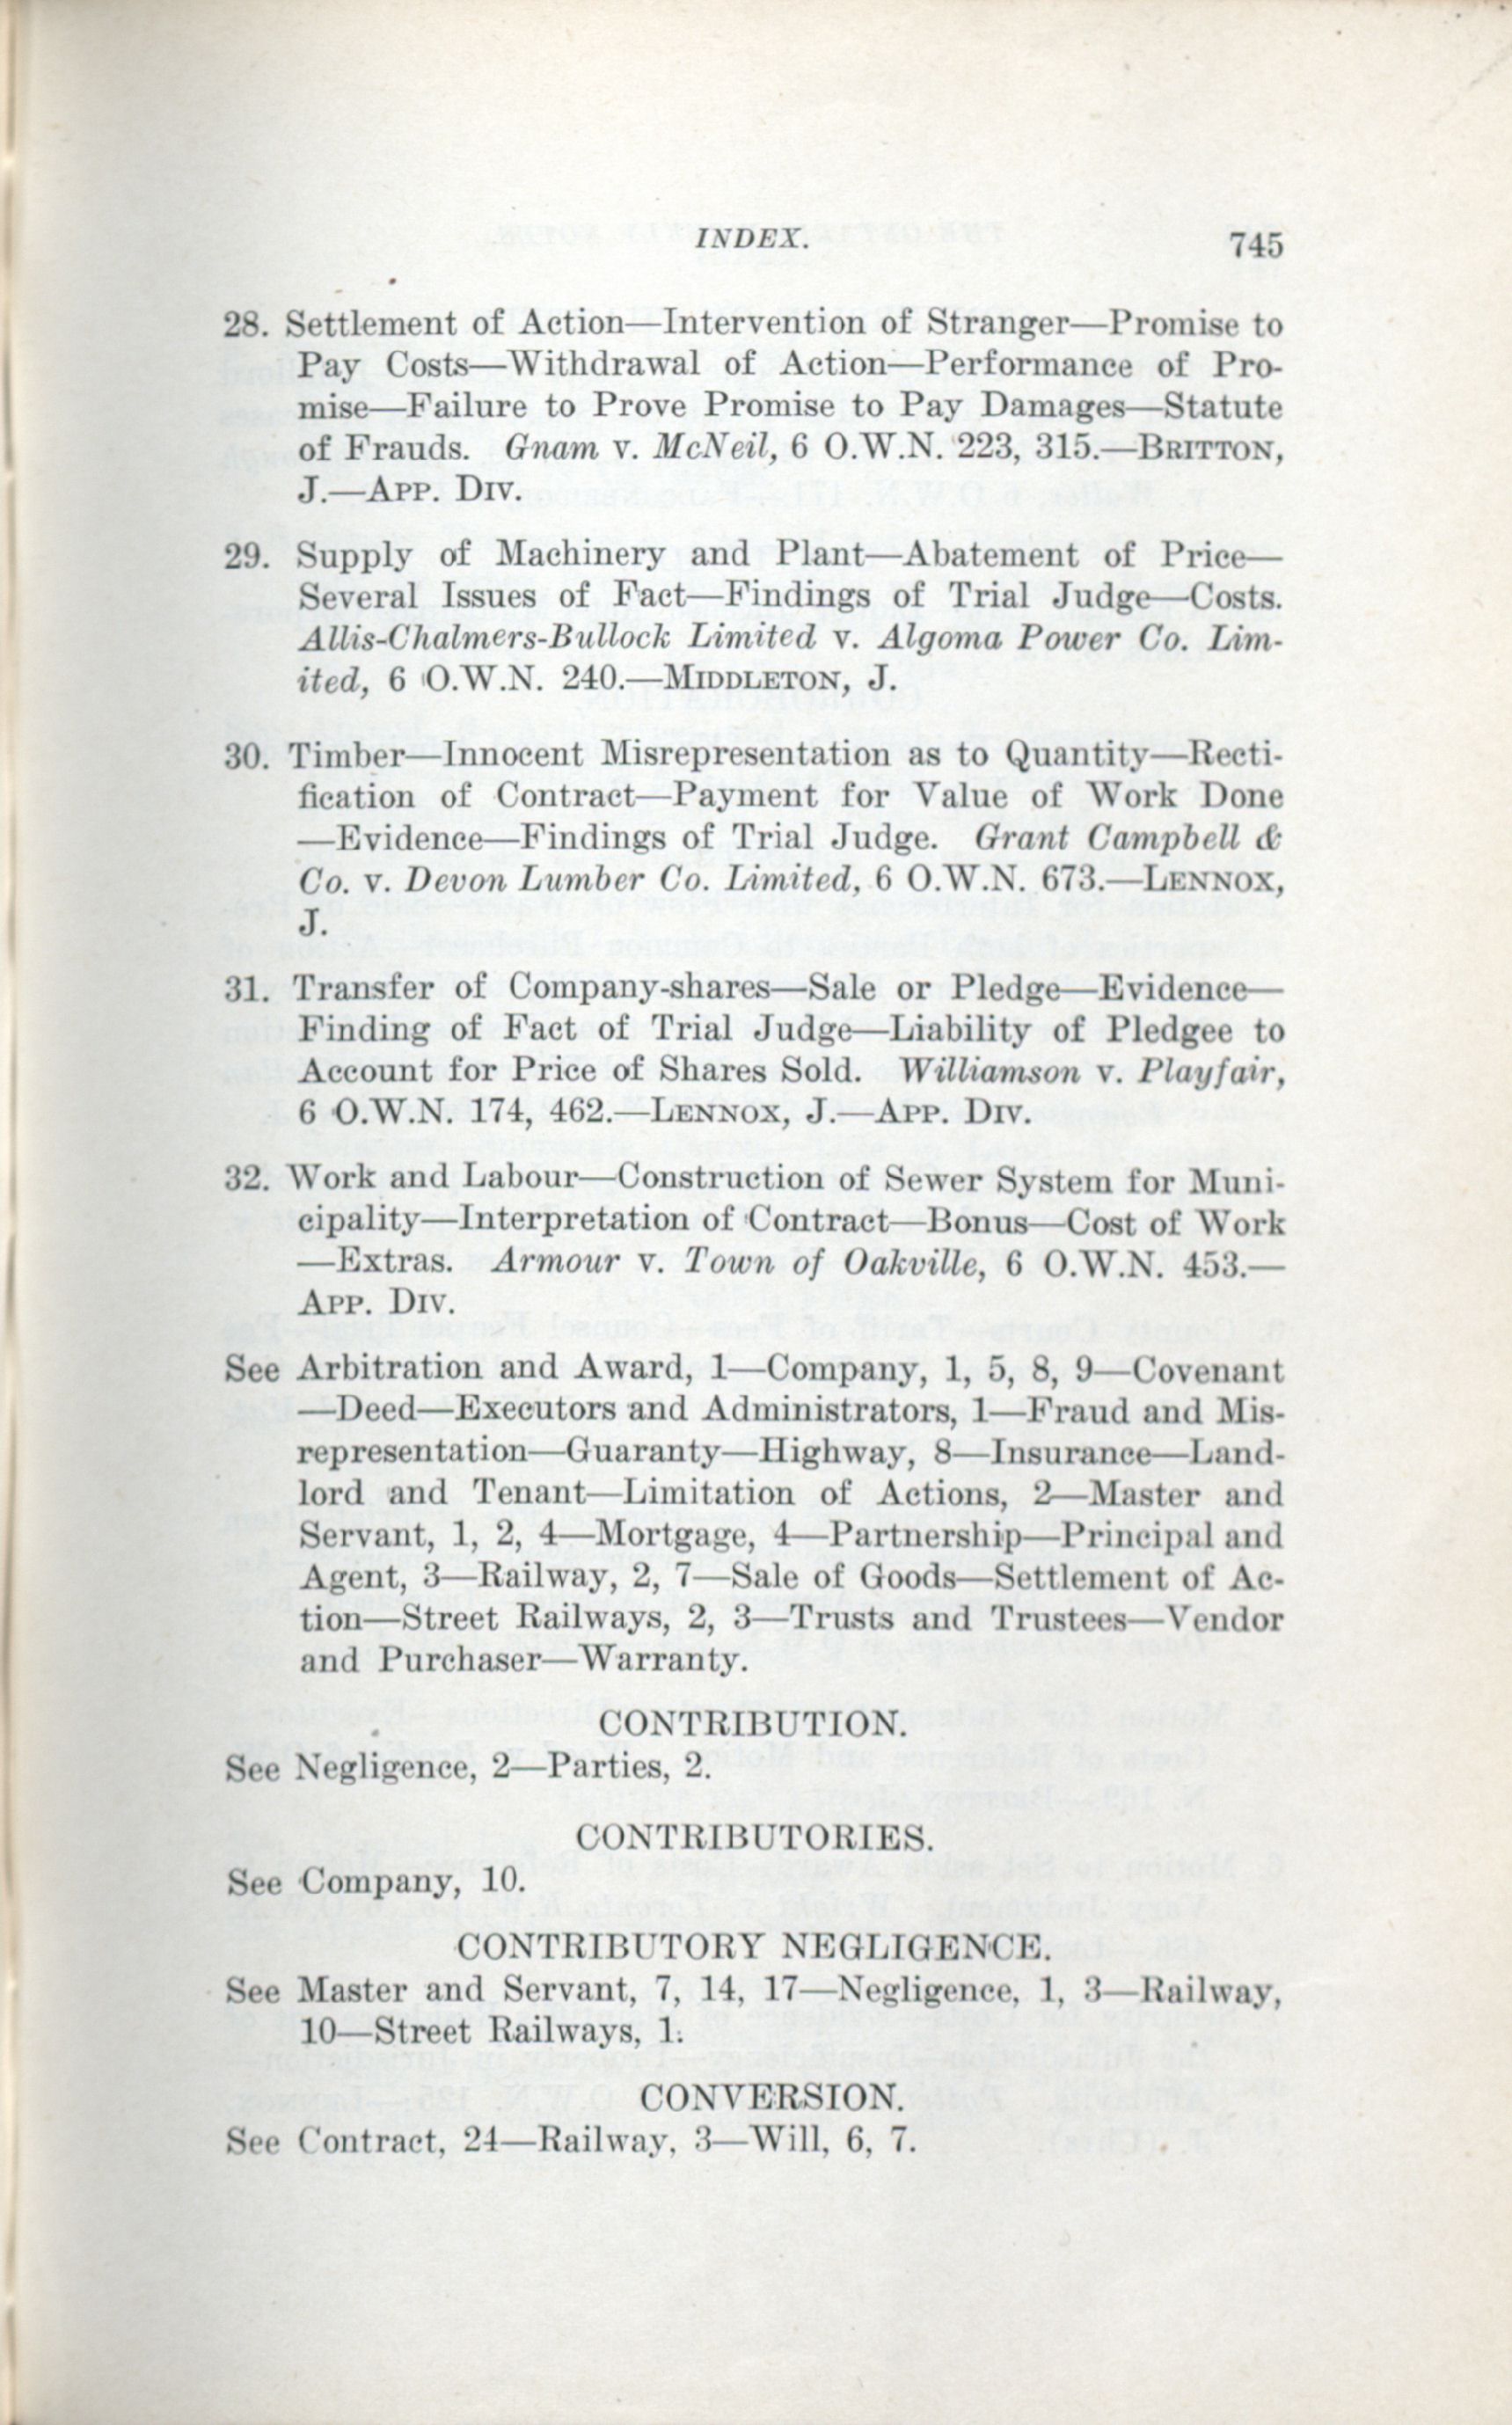 INDEX. 745
28. Settlement of Action—Intervention of Stranger—Promise to
Pay Costs—Withdrawal of Action—Performance of Pro-
mise—Failure to Prove Promise to Pay Damages—Statute
of Frauds. Gnam v. McNeil, 6 O.W.N. 223, 315.—BRITTON,
J.—APP. DIV.
29. Supply of Machinery and Plant—Abatement of Price—
Several Issues of Fact—Findings of Trial Judge—Costs.
Allis-Chalmers-Bullock Limited v. Algoma Power Co. Lim-
ited, 6 O.W.N. 240.—MIDDLETON, J.
30. Timber—Innocent Misrepresentation as to Quantity—Recti-
fication of Contract—Payment for Value of Work Done
—Evidence—Findings of Trial Judge. Grant Campbell &
Co. v. Devon Lumber Co. Limited, 6 O.W.N. 673.—LENNOX,
J.
31. Transfer of Company-shares—Sale or Pledge—Evidence—
Finding of Fact of Trial Judge—Liability of Pledgee to
Account for Price of Shares Sold. Williamson v. Playfair,
6 O.W.N. 174, 462.—LENNOX, J.—APP. DIV.
32. Work and Labour—Construction of Sewer System for Muni-
cipality—Interpretation of Contract—Bonus—Cost of Work
—Extras. Armour v. Town of Oakville, 6 O.W.N. 453.—
APP. DIV.
See Arbitration and Award, 1—Company, 1, 5, 8, 9—Covenant
—Deed—Executors and Administrators, 1—Fraud and Mis-
representation—Guaranty—Highway, 8—Insurance—Land-
lord and Tenant—Limitation of Actions, 2—Master and
Servant, 1, 2, 4—Mortgage, 4—Partnership—Principal and
Agent, 3—Railway, 2, 7—Sale of Goods—Settlement of Ac-
tion—Street Railways, 2, 3—Trusts and Trustees—Vendor
and Purchaser—Warranty.
CONTRIBUTION.
See Negligence, 2—Parties, 2.
CONTRIBUTORIES.
See Company, 10.
CONTRIBUTORY NEGLIGENCE.
See Master and Servant, 7, 14, 17—Negligence, 1, 3—Railway,
10—Street Railways, 1.
CONVERSION.
See Contract, 24—Railway, 3—Will, 6, 7.